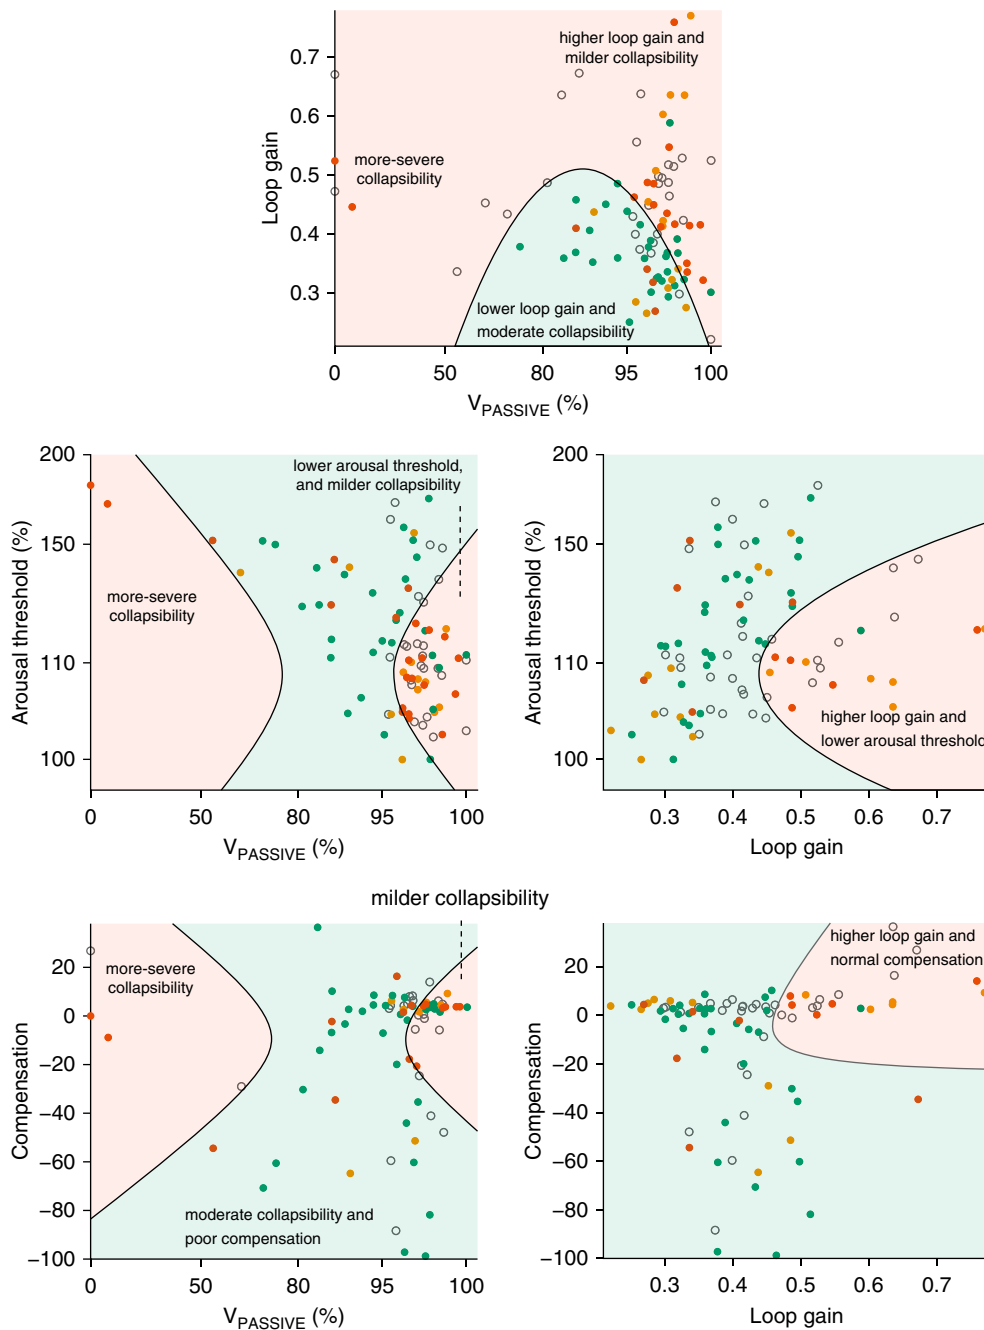 higher loop gain and
milder collapsibility
0.7
0.6
more-severe
collapsibility
0.5
0.4
0.3
Loop gain
lower loop gain and
moderate collapsibility
0 50 80 95 100
VPASSIVE (%)
200
lower arousal threshold,
and milder collapsibility
150
more-severe
collapsibility
110
100
Arousal threshold (%)
0 50 80 95 100
VPASSIVE (%)
200
150
110
100
Arousal threshold (%)
higher loop gain and
lower arousal threshold
0.3 0.4 0.5 0.6 0.7
Loop gain
milder collapsibility
more-severe
collapsibility
20
0
−20
−40
−60
−80
−100
Compensation
moderate collapsibility and
poor compensation
0 50 80 95 100
VPASSIVE (%)
higher loop gain and
normal compensation
20
0
−20
−40
−60
−80
−100
Compensation
0.3 0.4 0.5 0.6 0.7
Loop gain